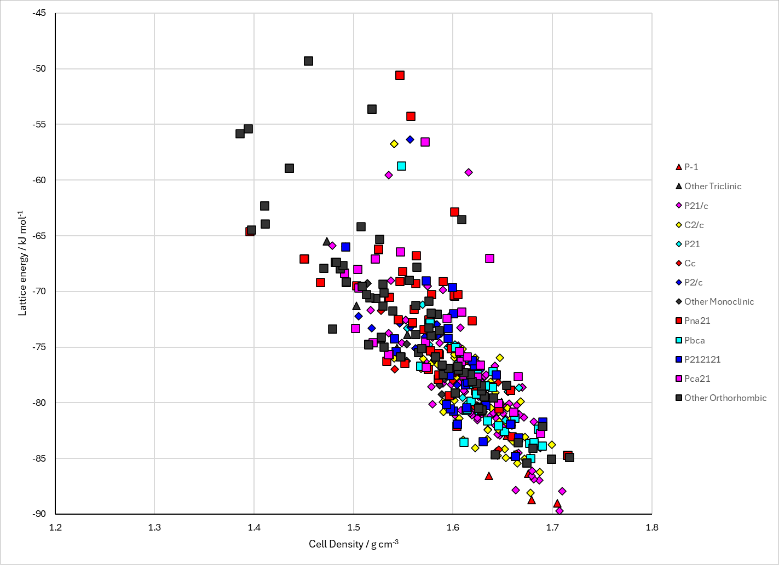 -45
-50
-55
-60
-65
-70
-75
-80
-85
-90
Lattice energy / kJ mol⁻¹
1.2 1.3 1.4 1.5 1.6 1.7 1.8
Cell Density / g cm⁻³
P-1
Other Triclinic
P21/c
C2/c
P21
Cc
P2/c
Other Monoclinic
Pna21
Pbca
P212121
Pca21
Other Orthorhombic